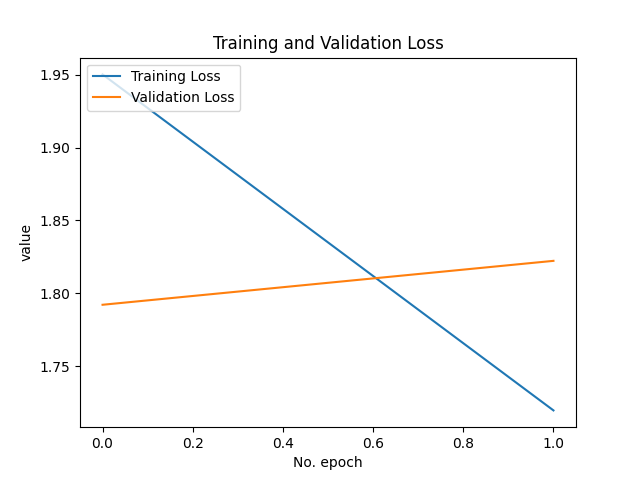 Training and Validation Loss
Training Loss
Validation Loss
1.95
1.90
1.85
1.80
1.75
value
0.0 0.2 0.4 0.6 0.8 1.0
No. epoch